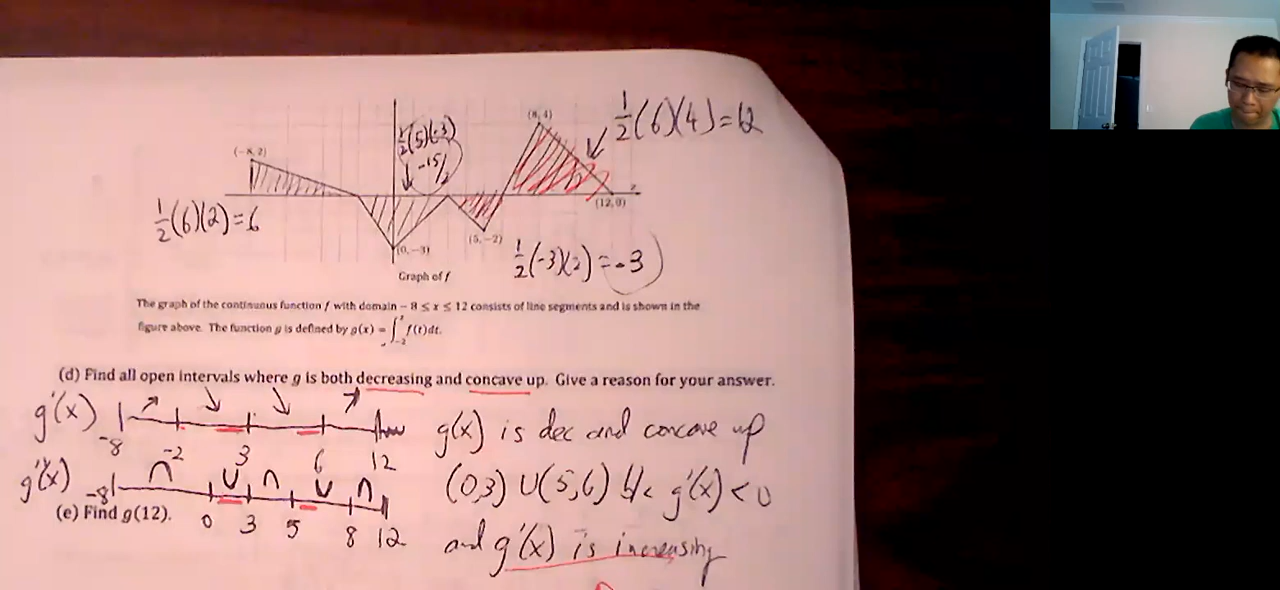 ½(6)(4)=12
(8, 4)
½(5)(-3)
-15/2
(-8, 2)
x
(12, 0)
½(6)(2)=6
(0, -3)
(5, -2)
½(-3)(2)=-3
Graph of f
The graph of the continuous function f with domain −8 ≤ x ≤ 12 consists of line segments and is shown in the
figure above. The function g is defined by g(x) = ∫₋₂ˣ f(t)dt.
(d) Find all open intervals where g is both decreasing and concave up. Give a reason for your answer.
g'(x)
-8 -2 3 6 12
g(x) is dec and concave up
g''(x)
-8 0 3 5 8 12
(0,3) ∪ (5,6) b/c g'(x) < 0
(e) Find g(12).
and g'(x) is increasing